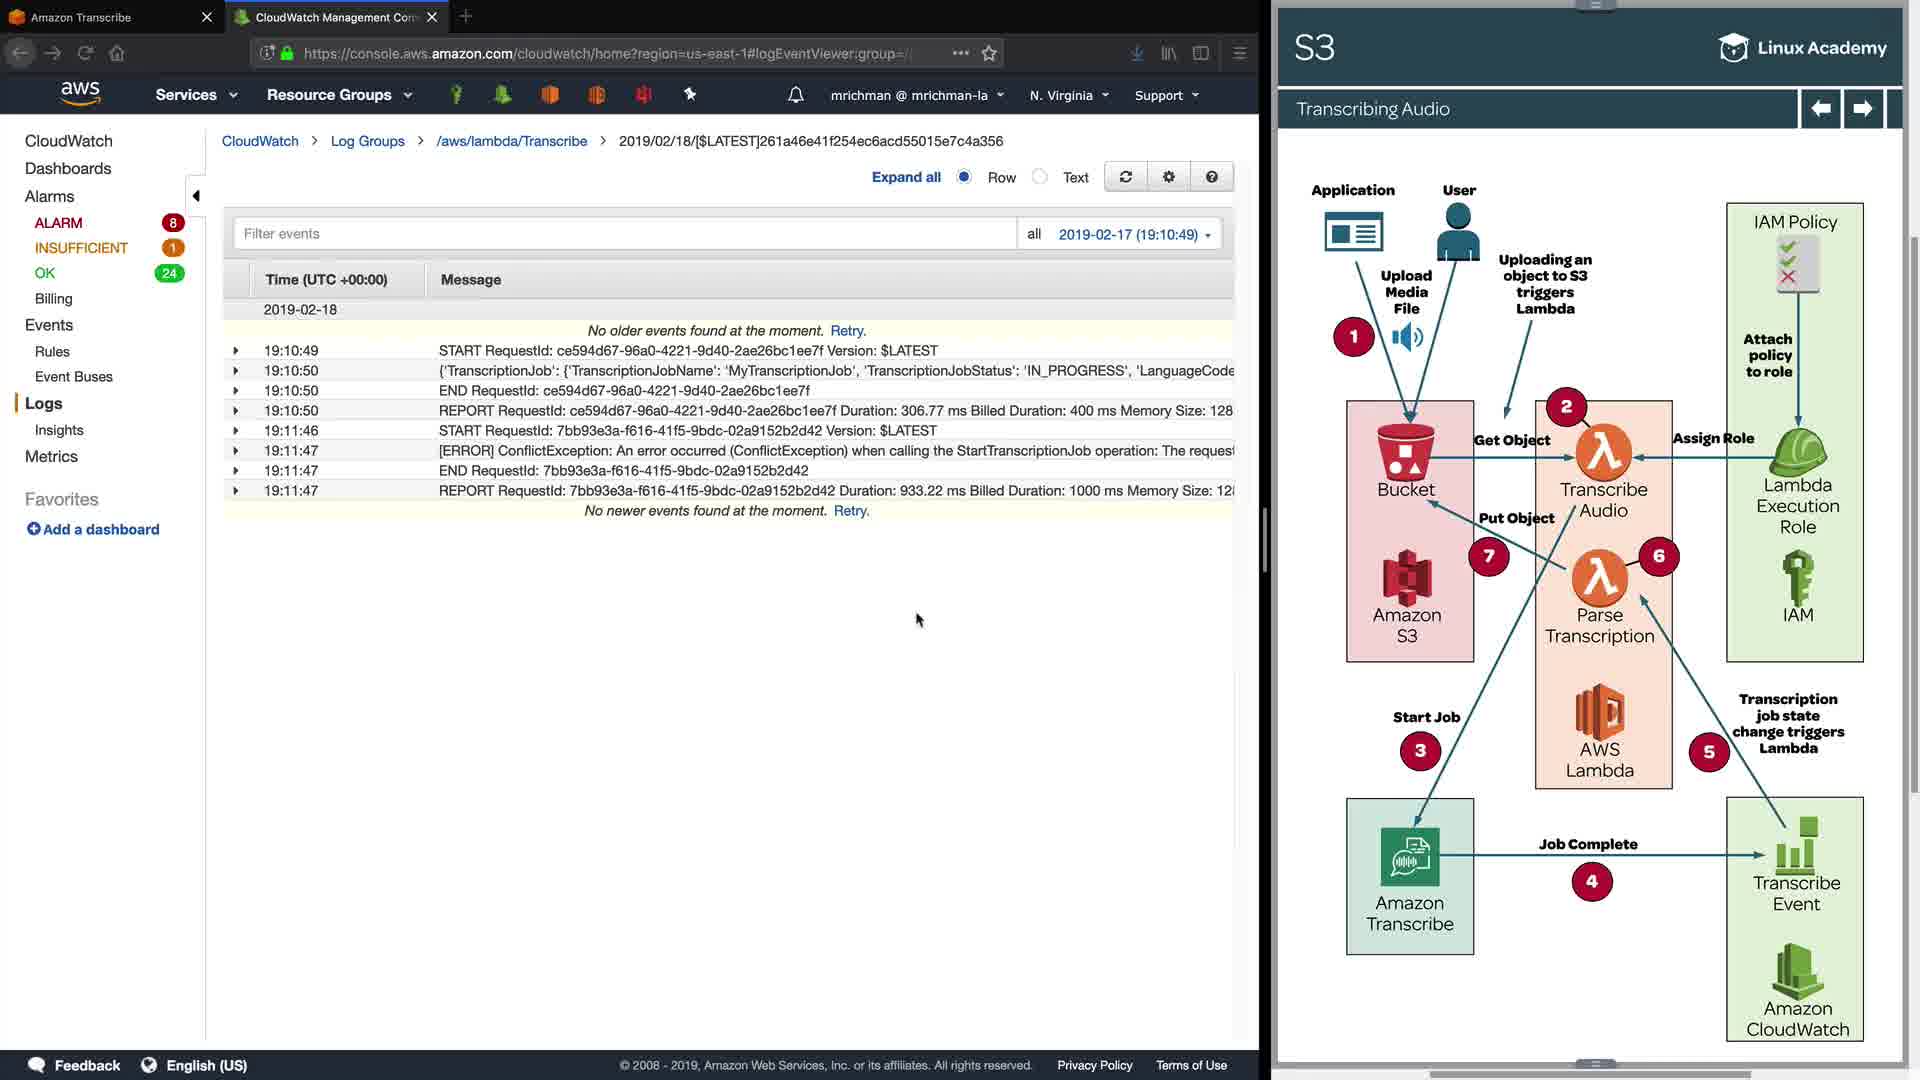 Amazon Transcribe
CloudWatch Management Con
https://console.aws.amazon.com/cloudwatch/home?region=us-east-1#logEventViewer:group=/
aws
Services
Resource Groups
mrichman @ mrichman-la
N. Virginia
Support
CloudWatch
Dashboards
Alarms
ALARM 8
INSUFFICIENT 1
OK 24
Billing
Events
Rules
Event Buses
Logs
Insights
Metrics
Favorites
Add a dashboard
CloudWatch > Log Groups > /aws/lambda/Transcribe > 2019/02/18/[$LATEST]261a46e41f254ec6acd55015e7c4a356
Expand all Row Text
Filter events all 2019-02-17 (19:10:49)
Time (UTC +00:00) Message
2019-02-18
No older events found at the moment. Retry.
19:10:49 START RequestId: ce594d67-96a0-4221-9d40-2ae26bc1ee7f Version: $LATEST
19:10:50 {'TranscriptionJob': {'TranscriptionJobName': 'MyTranscriptionJob', 'TranscriptionJobStatus': 'IN_PROGRESS', 'LanguageCode
19:10:50 END RequestId: ce594d67-96a0-4221-9d40-2ae26bc1ee7f
19:10:50 REPORT RequestId: ce594d67-96a0-4221-9d40-2ae26bc1ee7f Duration: 306.77 ms Billed Duration: 400 ms Memory Size: 128
19:11:46 START RequestId: 7bb93e3a-f616-41f5-9bdc-02a9152b2d42 Version: $LATEST
19:11:47 [ERROR] ConflictException: An error occurred (ConflictException) when calling the StartTranscriptionJob operation: The request
19:11:47 END RequestId: 7bb93e3a-f616-41f5-9bdc-02a9152b2d42
19:11:47 REPORT RequestId: 7bb93e3a-f616-41f5-9bdc-02a9152b2d42 Duration: 933.22 ms Billed Duration: 1000 ms Memory Size: 128
No newer events found at the moment. Retry.
Feedback
English (US)
© 2008 - 2019, Amazon Web Services, Inc. or its affiliates. All rights reserved.
Privacy Policy
Terms of Use
S3
Linux Academy
Transcribing Audio
Application
User
Upload
Media
File
1
Uploading an
object to S3
triggers
Lambda
IAM Policy
Attach
policy
to role
2
Get Object
Assign Role
Bucket
Transcribe
Audio
Lambda
Execution
Role
Put Object
7
6
Amazon
S3
Parse
Transcription
IAM
Start Job
3
AWS
Lambda
Transcription
job state
change triggers
Lambda
5
Job Complete
4
Amazon
Transcribe
Transcribe
Event
Amazon
CloudWatch